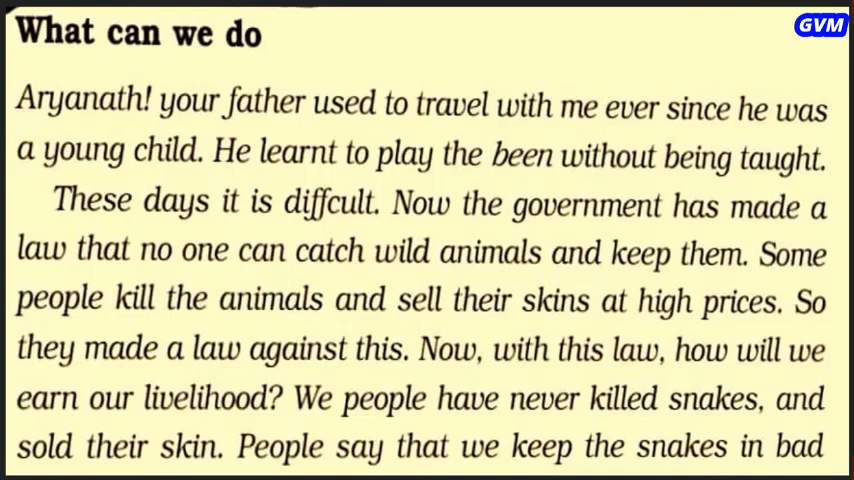 What can we do
GVM
Aryanath! your father used to travel with me ever since he was
a young child. He learnt to play the been without being taught.
These days it is diffcult. Now the government has made a
law that no one can catch wild animals and keep them. Some
people kill the animals and sell their skins at high prices. So
they made a law against this. Now, with this law, how will we
earn our livelihood? We people have never killed snakes, and
sold their skin. People say that we keep the snakes in bad